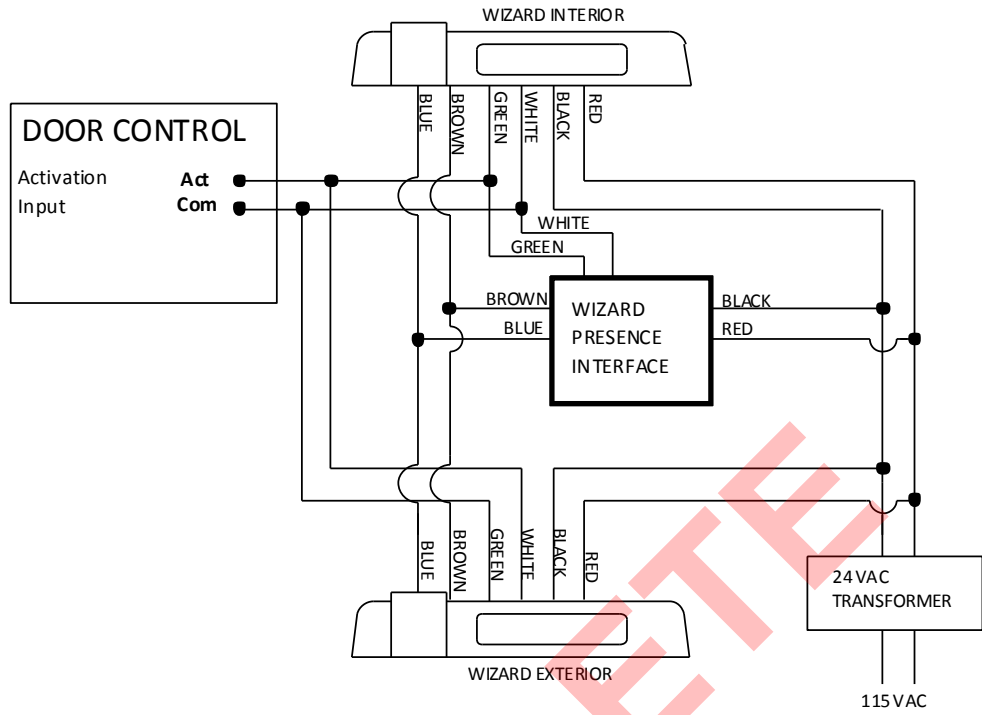 WIZARD INTERIOR
BLUE
BROWN
GREEN
WHITE
BLACK
RED
DOOR CONTROL
Activation Act
Input Com
WHITE
GREEN
BROWN
BLUE
WIZARD
PRESENCE
INTERFACE
BLACK
RED
BLUE
BROWN
GREEN
WHITE
BLACK
RED
24 VAC
TRANSFORMER
WIZARD EXTERIOR
115 VAC
ETE